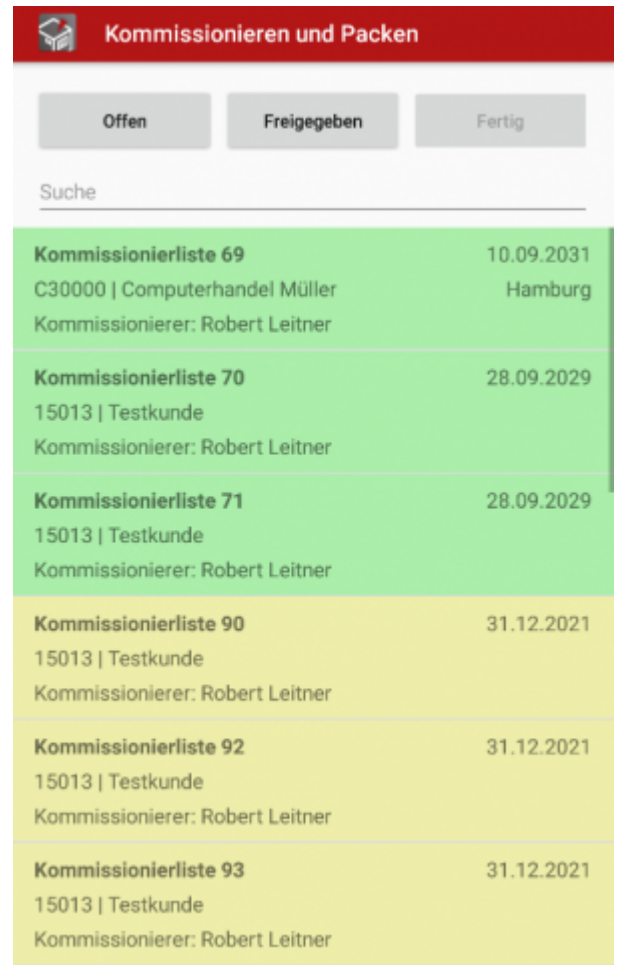 Kommissionieren und Packen
Offen Freigegeben Fertig
Suche
Kommissionierliste 69 10.09.2031
C30000 | Computerhandel Müller Hamburg
Kommissionierer: Robert Leitner
Kommissionierliste 70 28.09.2029
15013 | Testkunde
Kommissionierer: Robert Leitner
Kommissionierliste 71 28.09.2029
15013 | Testkunde
Kommissionierer: Robert Leitner
Kommissionierliste 90 31.12.2021
15013 | Testkunde
Kommissionierer: Robert Leitner
Kommissionierliste 92 31.12.2021
15013 | Testkunde
Kommissionierer: Robert Leitner
Kommissionierliste 93 31.12.2021
15013 | Testkunde
Kommissionierer: Robert Leitner